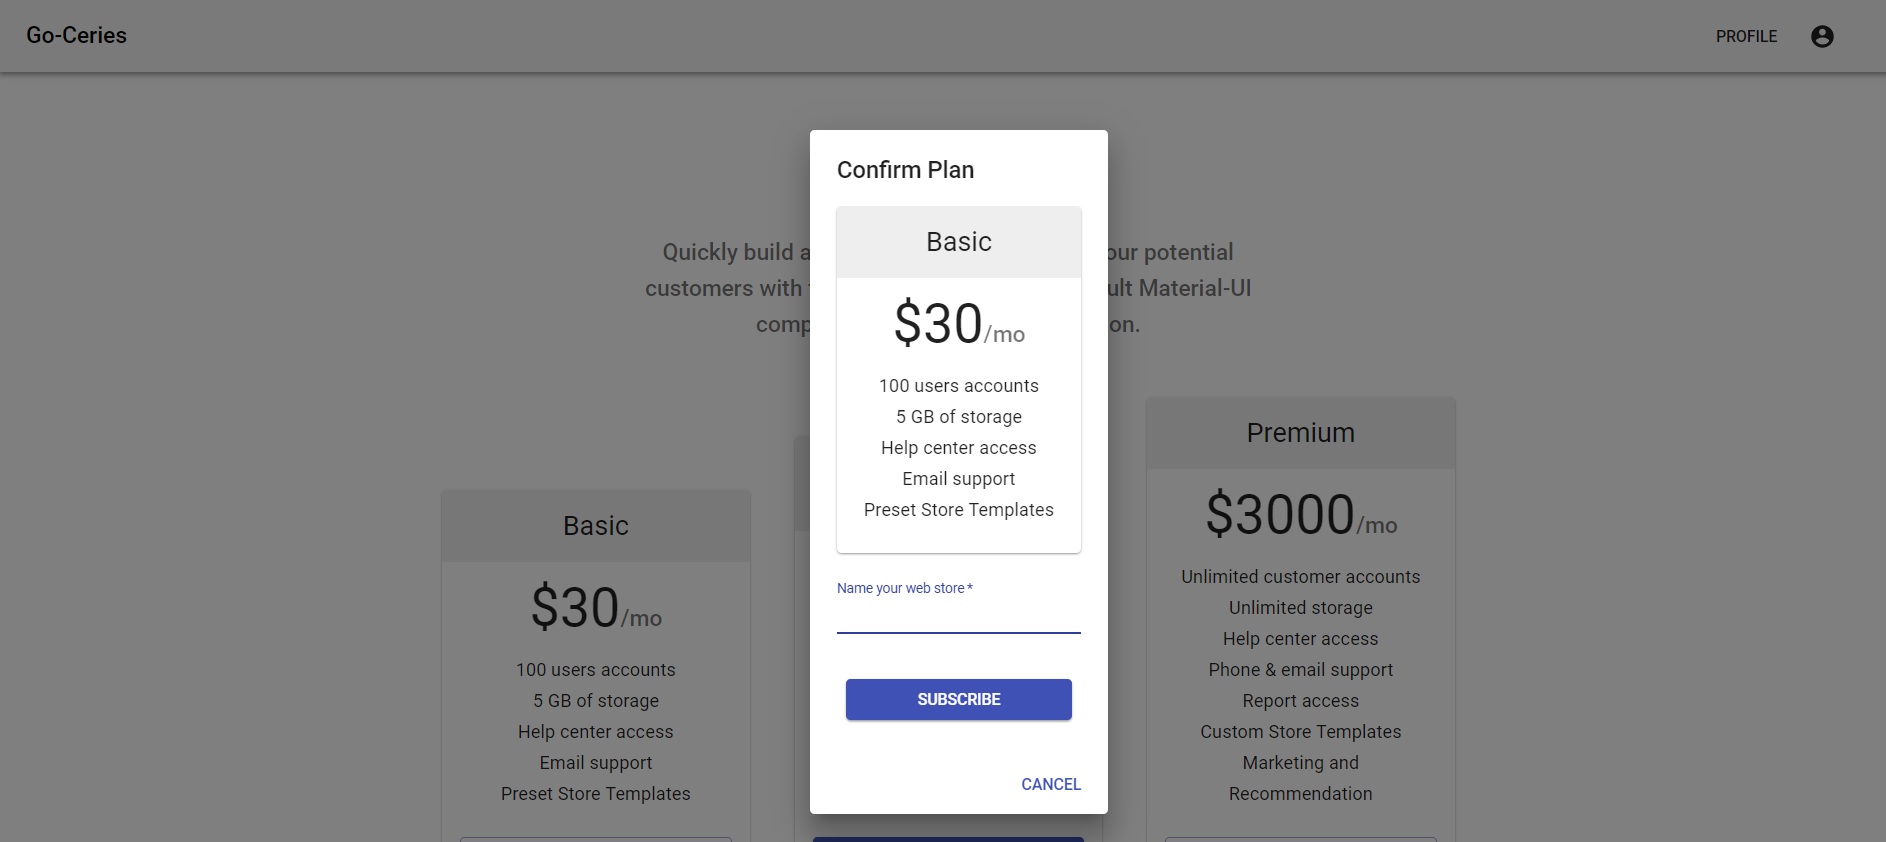 Go-Ceries
PROFILE
Confirm Plan
Basic
$30/mo
100 users accounts
5 GB of storage
Help center access
Email support
Preset Store Templates
Name your web store *
SUBSCRIBE
CANCEL
Quickly build a
our potential
customers with
ult Material-UI
comp
on.
Basic
$30/mo
100 users accounts
5 GB of storage
Help center access
Email support
Preset Store Templates
Premium
$3000/mo
Unlimited customer accounts
Unlimited storage
Help center access
Phone & email support
Report access
Custom Store Templates
Marketing and
Recommendation